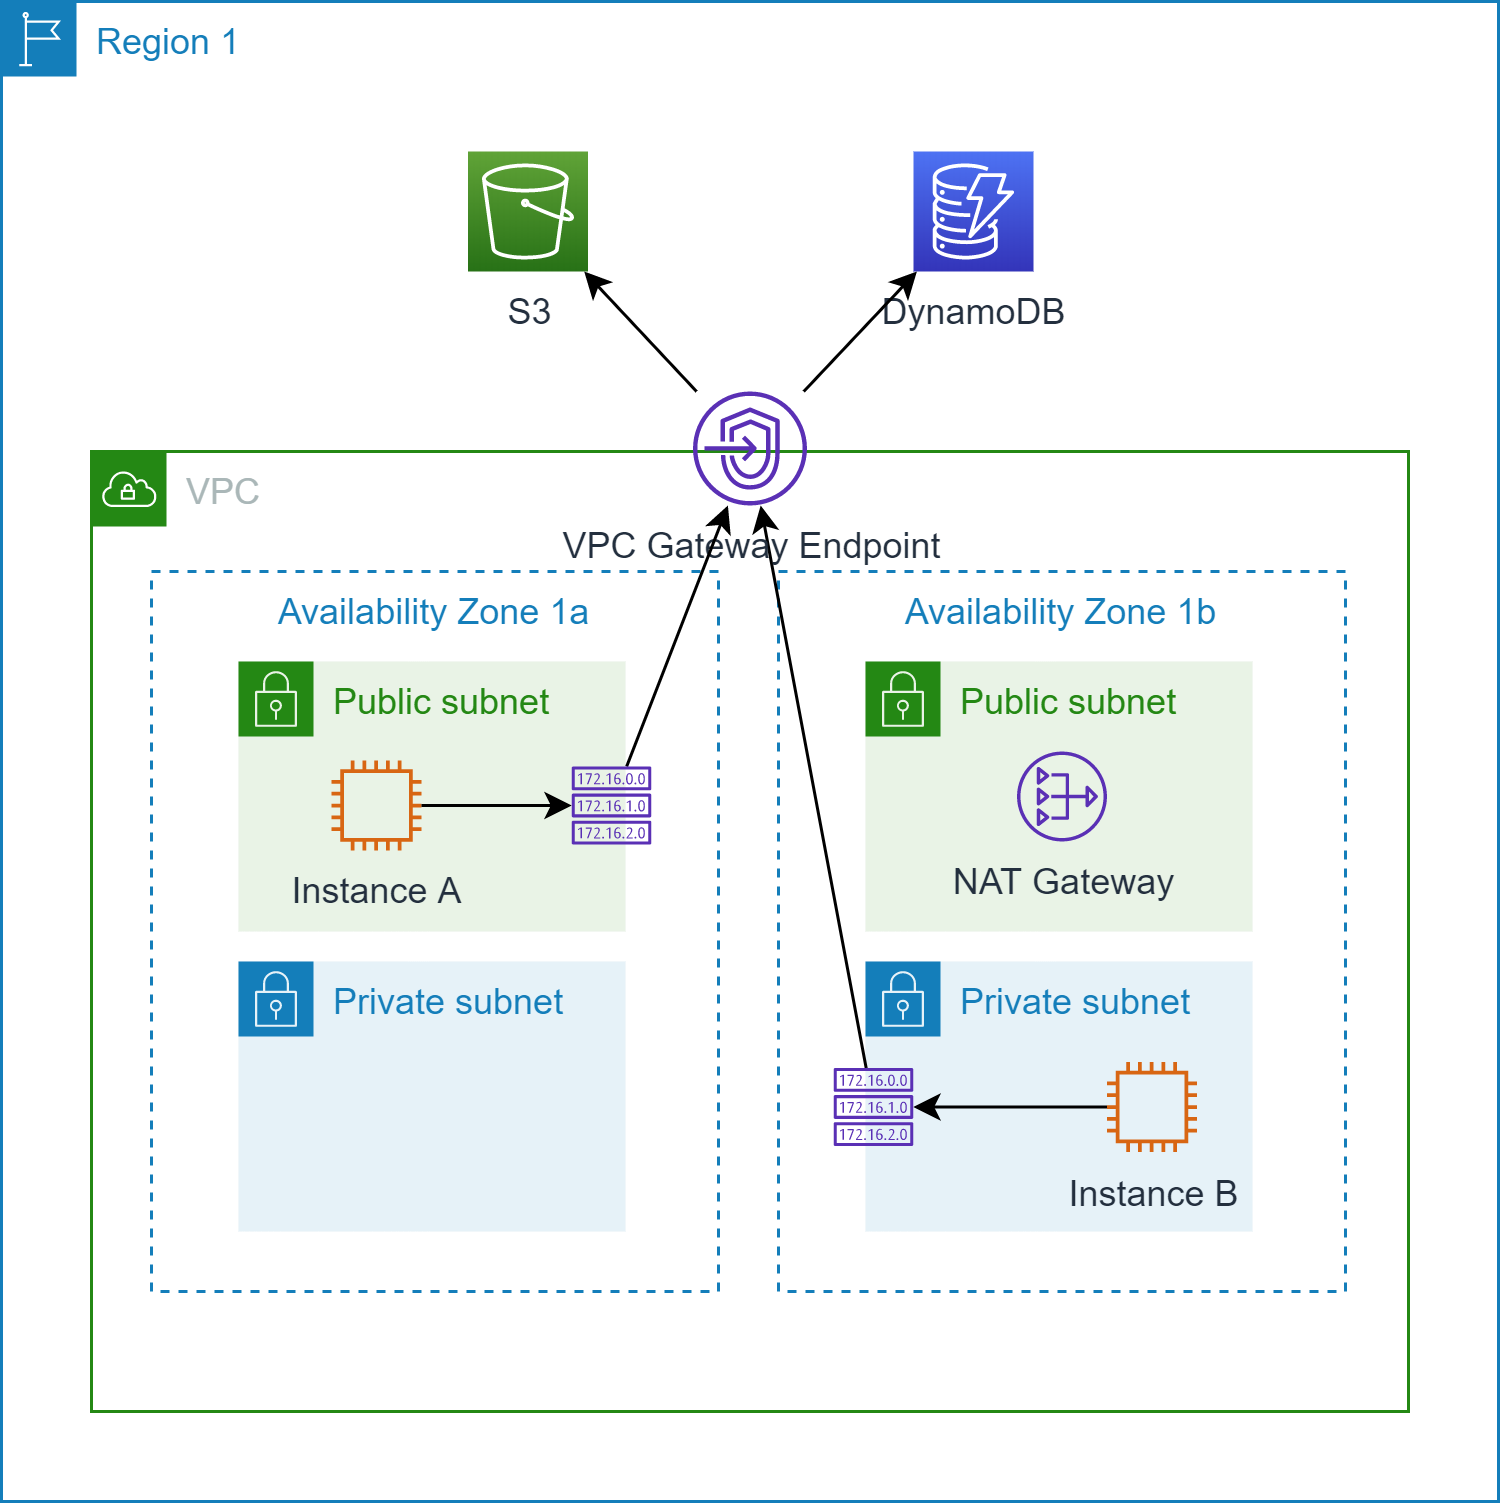 Region 1
S3
DynamoDB
VPC
VPC Gateway Endpoint
Availability Zone 1a
Public subnet
172.16.0.0
172.16.1.0
172.16.2.0
Instance A
Private subnet
Availability Zone 1b
Public subnet
NAT Gateway
Private subnet
172.16.0.0
172.16.1.0
172.16.2.0
Instance B